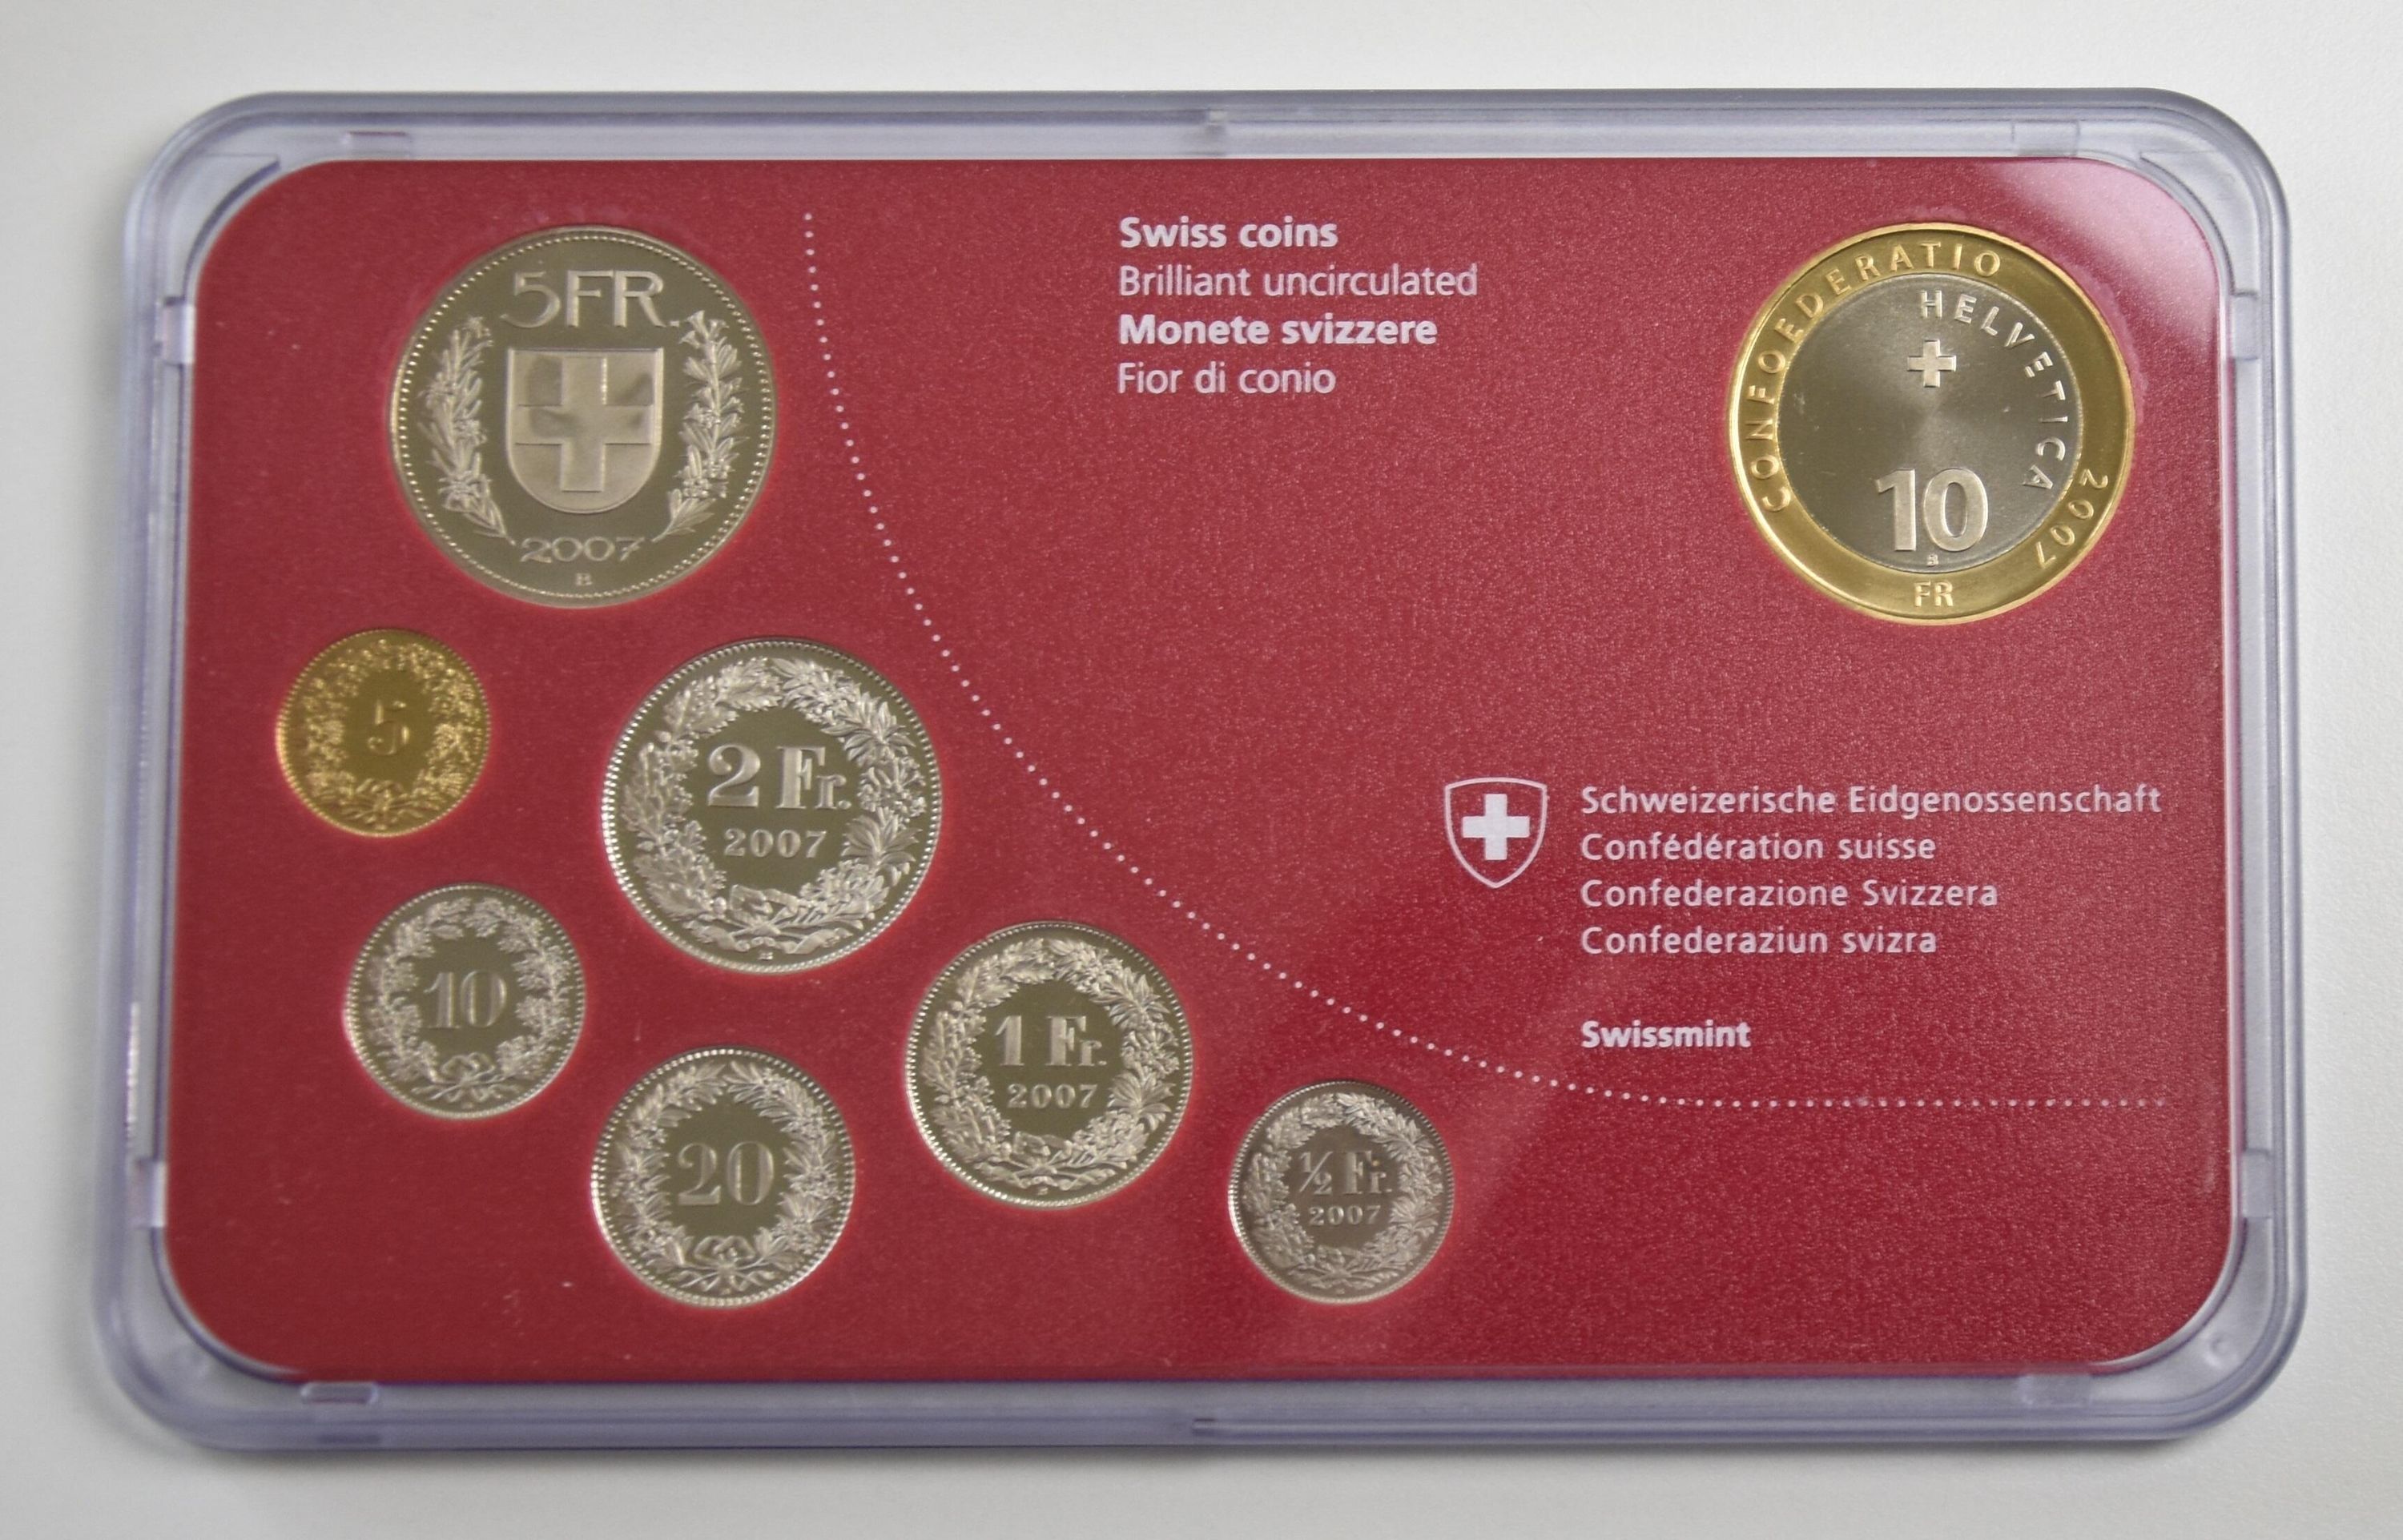 5FR.
2007
B
Swiss coins
Brilliant uncirculated
Monete svizzere
Fior di conio
CONFOEDERATIO
HELVETICA
2007
10
B
FR
5
2 Fr.
2007
10
20
1 Fr.
2007
½ Fr.
2007
Schweizerische Eidgenossenschaft
Confédération suisse
Confederazione Svizzera
Confederaziun svizra
Swissmint